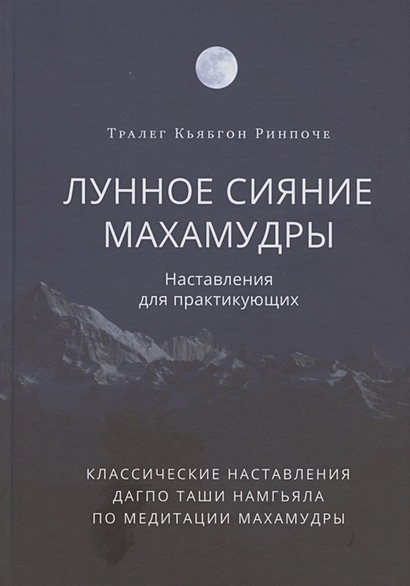 Тралег Кьябгон Ринпоче
ЛУННОЕ СИЯНИЕ
МАХАМУДРЫ
Наставления
для практикующих
КЛАССИЧЕСКИЕ НАСТАВЛЕНИЯ
ДАГПО ТАШИ НАМГЬЯЛА
ПО МЕДИТАЦИИ МАХАМУДРЫ